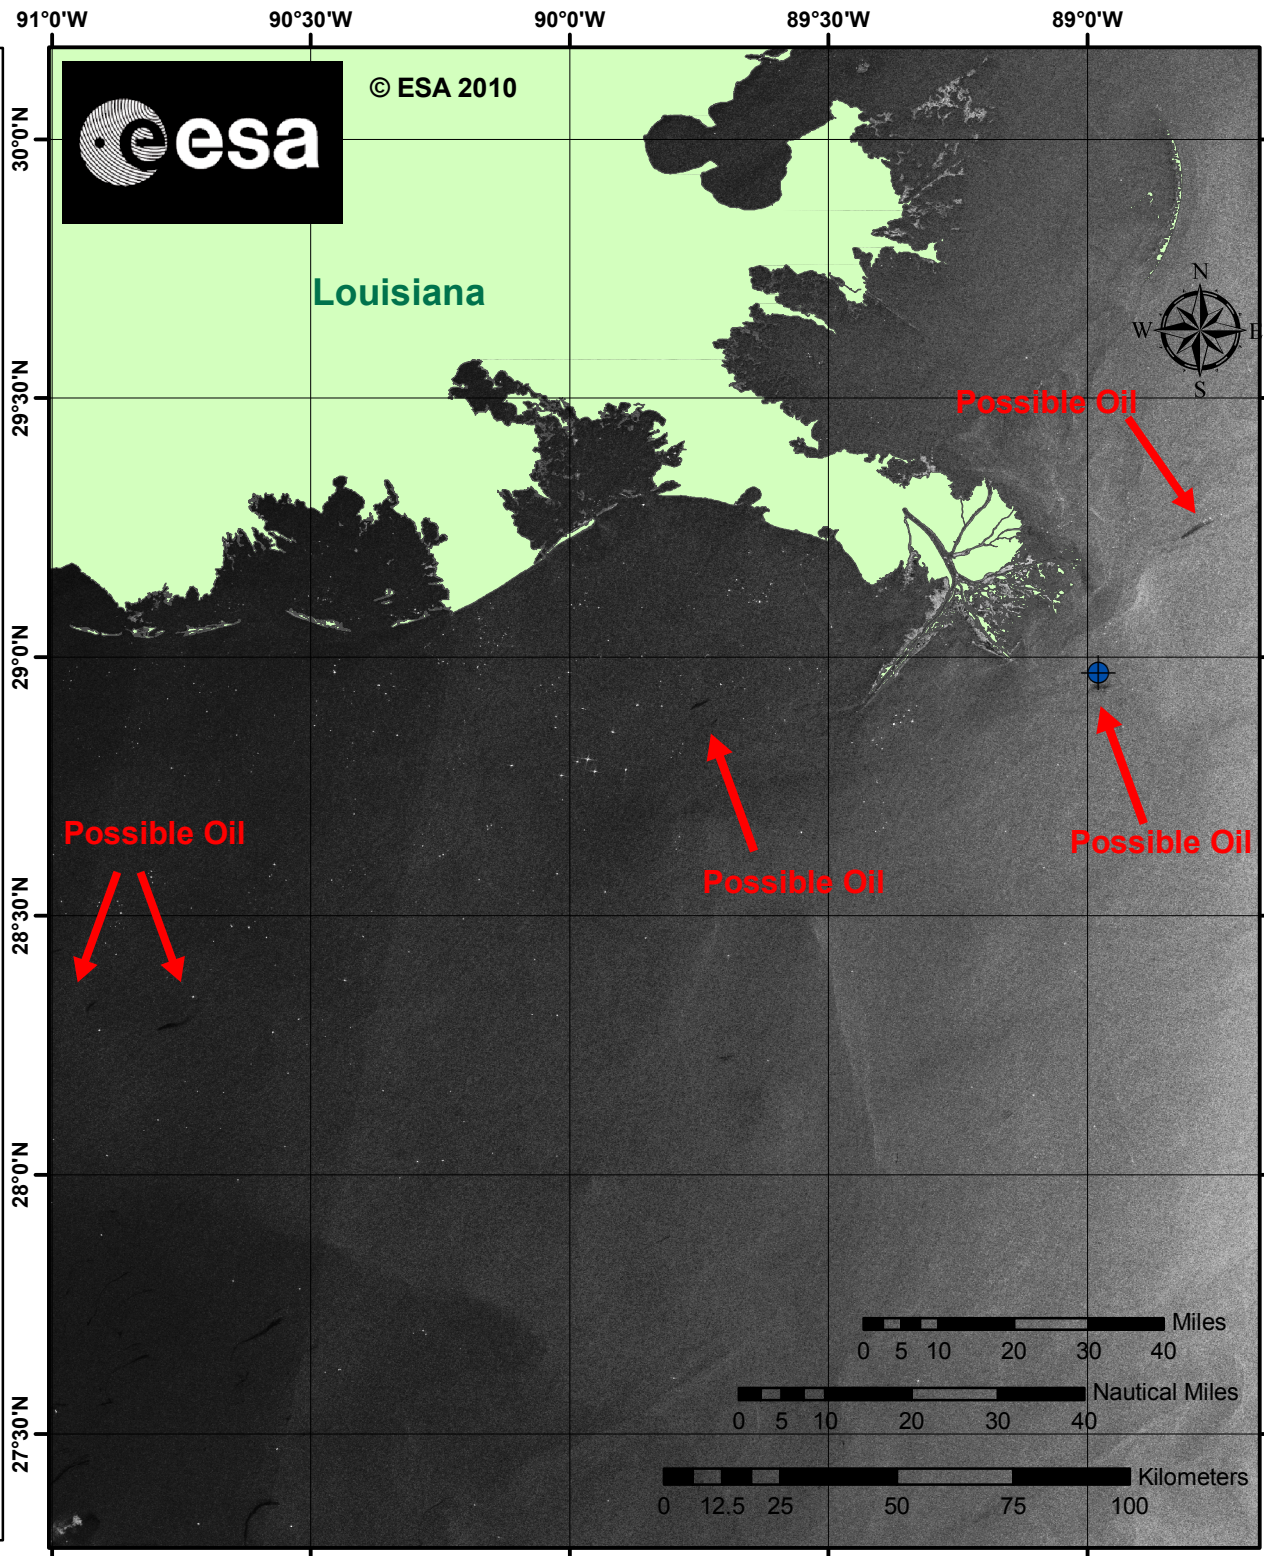 91°0'W 90°30'W 90°0'W 89°30'W 89°0'W
esa
© ESA 2010
30°0'N
Louisiana
N
W E
S
29°30'N
Possible Oil
29°0'N
Possible Oil
Possible Oil
Possible Oil
28°30'N
28°0'N
Miles
0 5 10 20 30 40
Nautical Miles
0 5 10 20 30 40
27°30'N
Kilometers
0 12.5 25 50 75 100